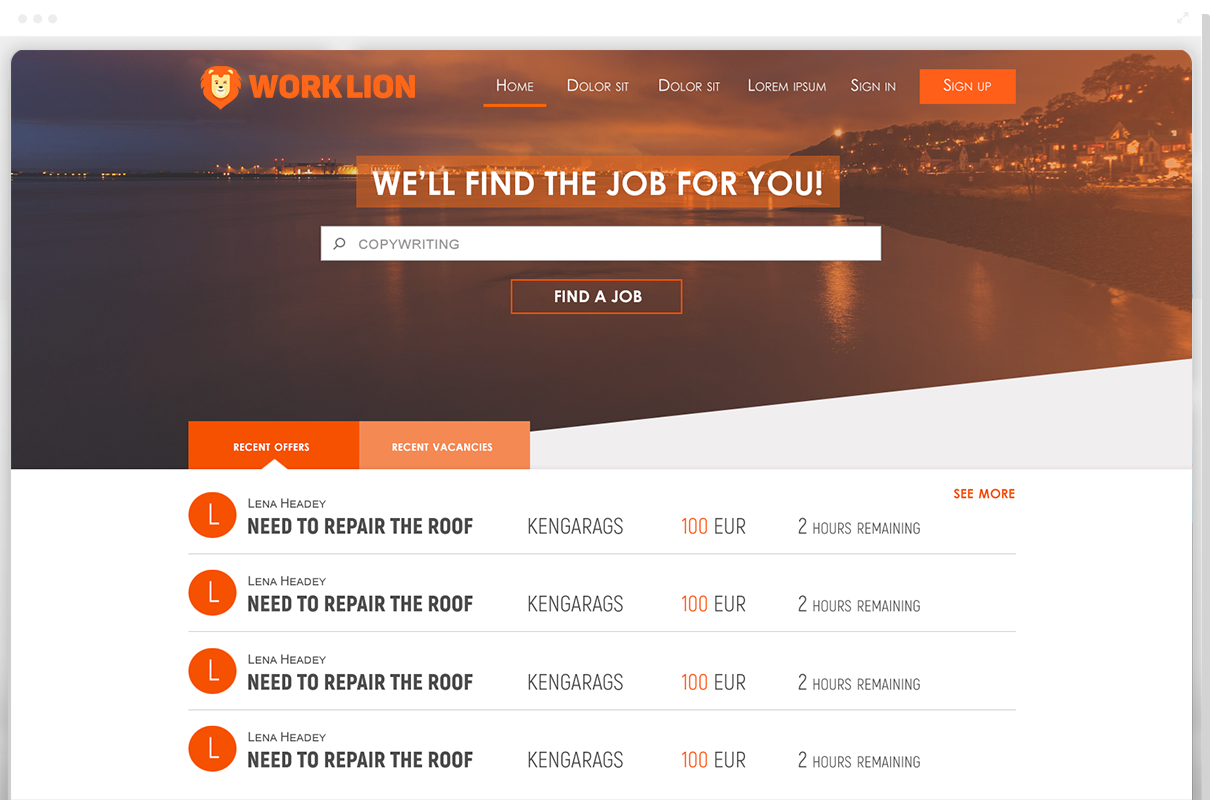 WORK LION
Home Dolor sit Dolor sit Lorem ipsum Sign in Sign up
WE'LL FIND THE JOB FOR YOU!
COPYWRITING
FIND A JOB
RECENT OFFERS RECENT VACANCIES
SEE MORE
L
Lena Headey
NEED TO REPAIR THE ROOF KENGARAGS 100 EUR 2 HOURS REMAINING
L
Lena Headey
NEED TO REPAIR THE ROOF KENGARAGS 100 EUR 2 HOURS REMAINING
L
Lena Headey
NEED TO REPAIR THE ROOF KENGARAGS 100 EUR 2 HOURS REMAINING
L
Lena Headey
NEED TO REPAIR THE ROOF KENGARAGS 100 EUR 2 HOURS REMAINING